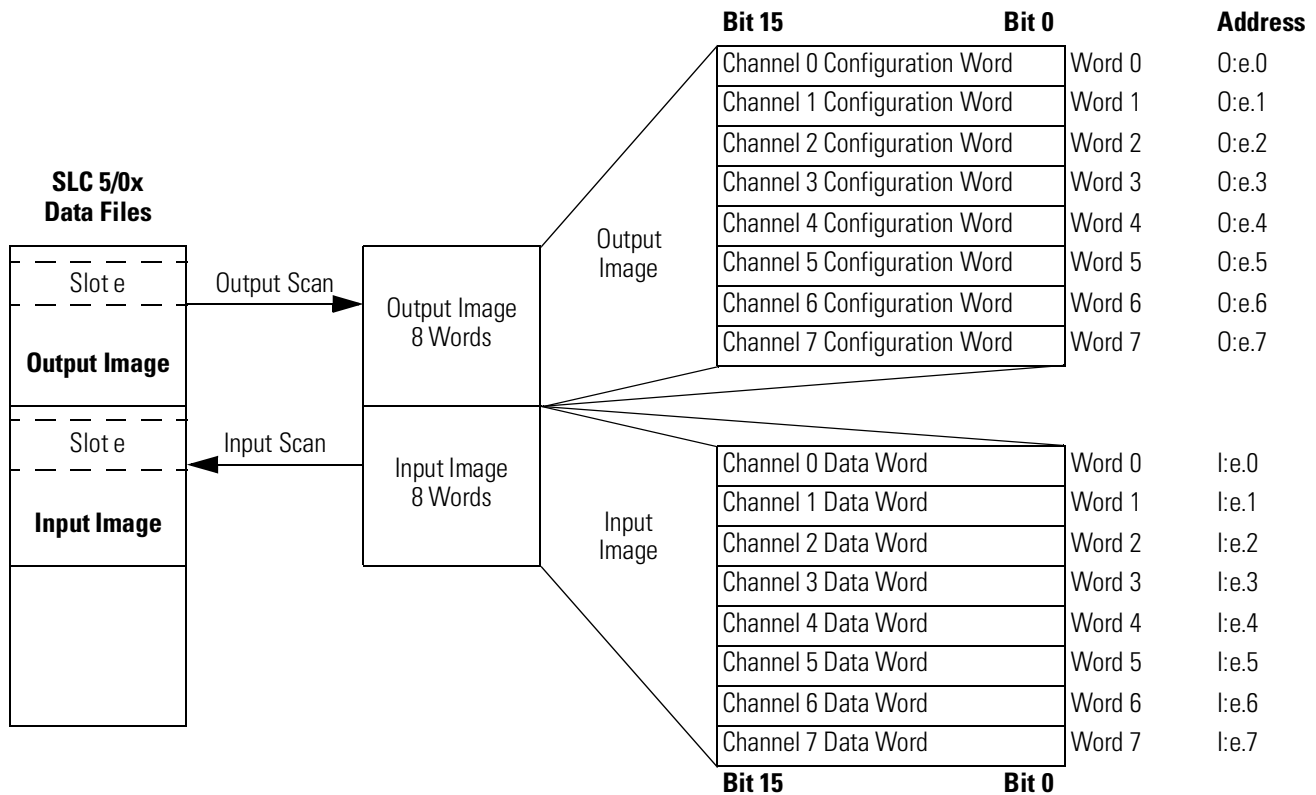 Bit 15 Bit 0 Address
Channel 0 Configuration Word Word 0 O:e.0
Channel 1 Configuration Word Word 1 O:e.1
Channel 2 Configuration Word Word 2 O:e.2
Channel 3 Configuration Word Word 3 O:e.3
Channel 4 Configuration Word Word 4 O:e.4
Channel 5 Configuration Word Word 5 O:e.5
Channel 6 Configuration Word Word 6 O:e.6
Channel 7 Configuration Word Word 7 O:e.7
SLC 5/0x
Data Files
Slot e
Output Scan
Output Image
8 Words
Output
Image
Output Image
Slot e
Input Scan
Input Image
8 Words
Input
Image
Input Image
Channel 0 Data Word Word 0 I:e.0
Channel 1 Data Word Word 1 I:e.1
Channel 2 Data Word Word 2 I:e.2
Channel 3 Data Word Word 3 I:e.3
Channel 4 Data Word Word 4 I:e.4
Channel 5 Data Word Word 5 I:e.5
Channel 6 Data Word Word 6 I:e.6
Channel 7 Data Word Word 7 I:e.7
Bit 15 Bit 0